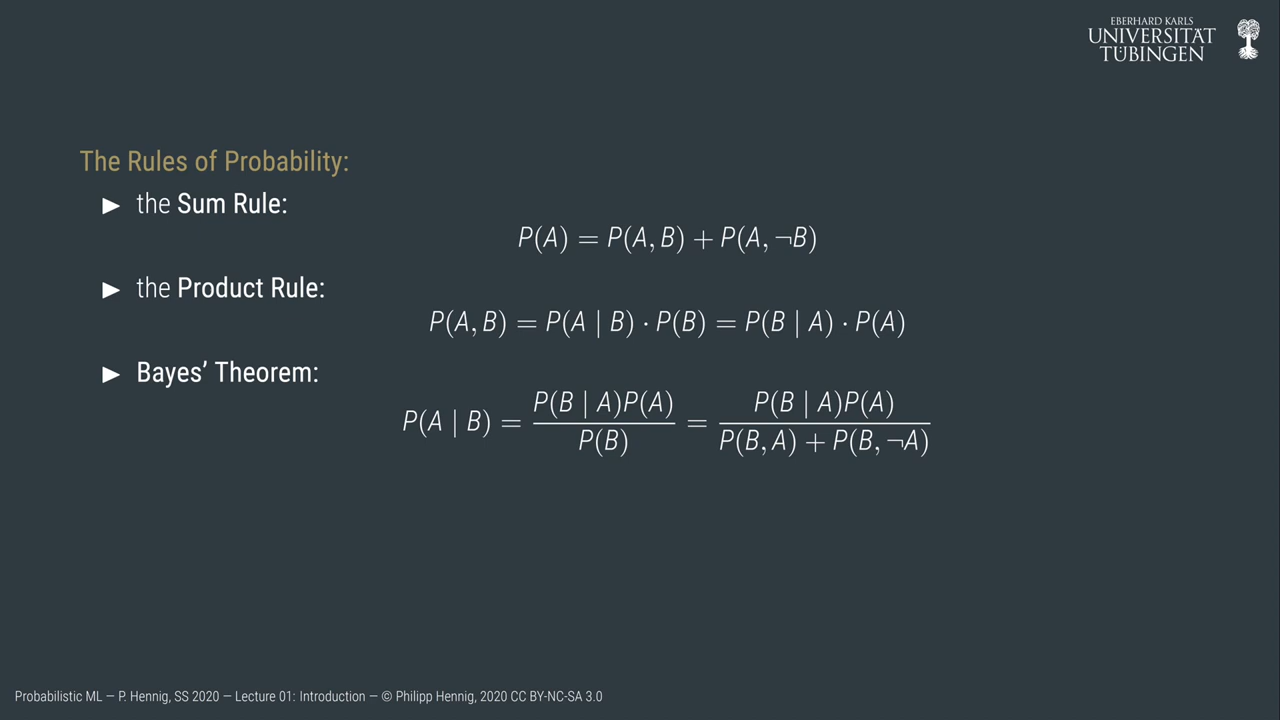 EBERHARD KARLS
UNIVERSITÄT
TÜBINGEN
The Rules of Probability:
▶ the Sum Rule:
P(A) = P(A, B) + P(A, ¬B)
▶ the Product Rule:
P(A, B) = P(A | B) · P(B) = P(B | A) · P(A)
▶ Bayes’ Theorem:
P(A | B) = P(B | A)P(A) / P(B) = P(B | A)P(A) / P(B, A) + P(B, ¬A)
Probabilistic ML — P. Hennig, SS 2020 — Lecture 01: Introduction — © Philipp Hennig, 2020 CC BY-NC-SA 3.0